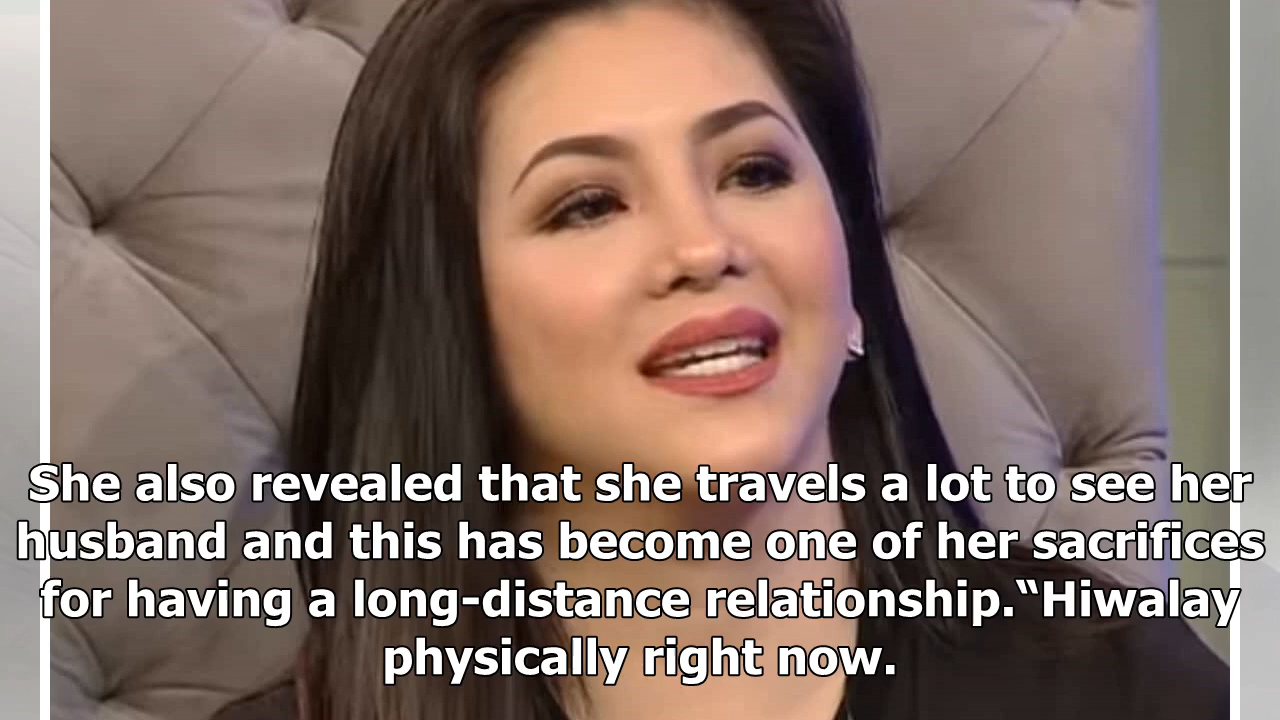 She also revealed that she travels a lot to see her
husband and this has become one of her sacrifices
for having a long-distance relationship.“Hiwalay
physically right now.